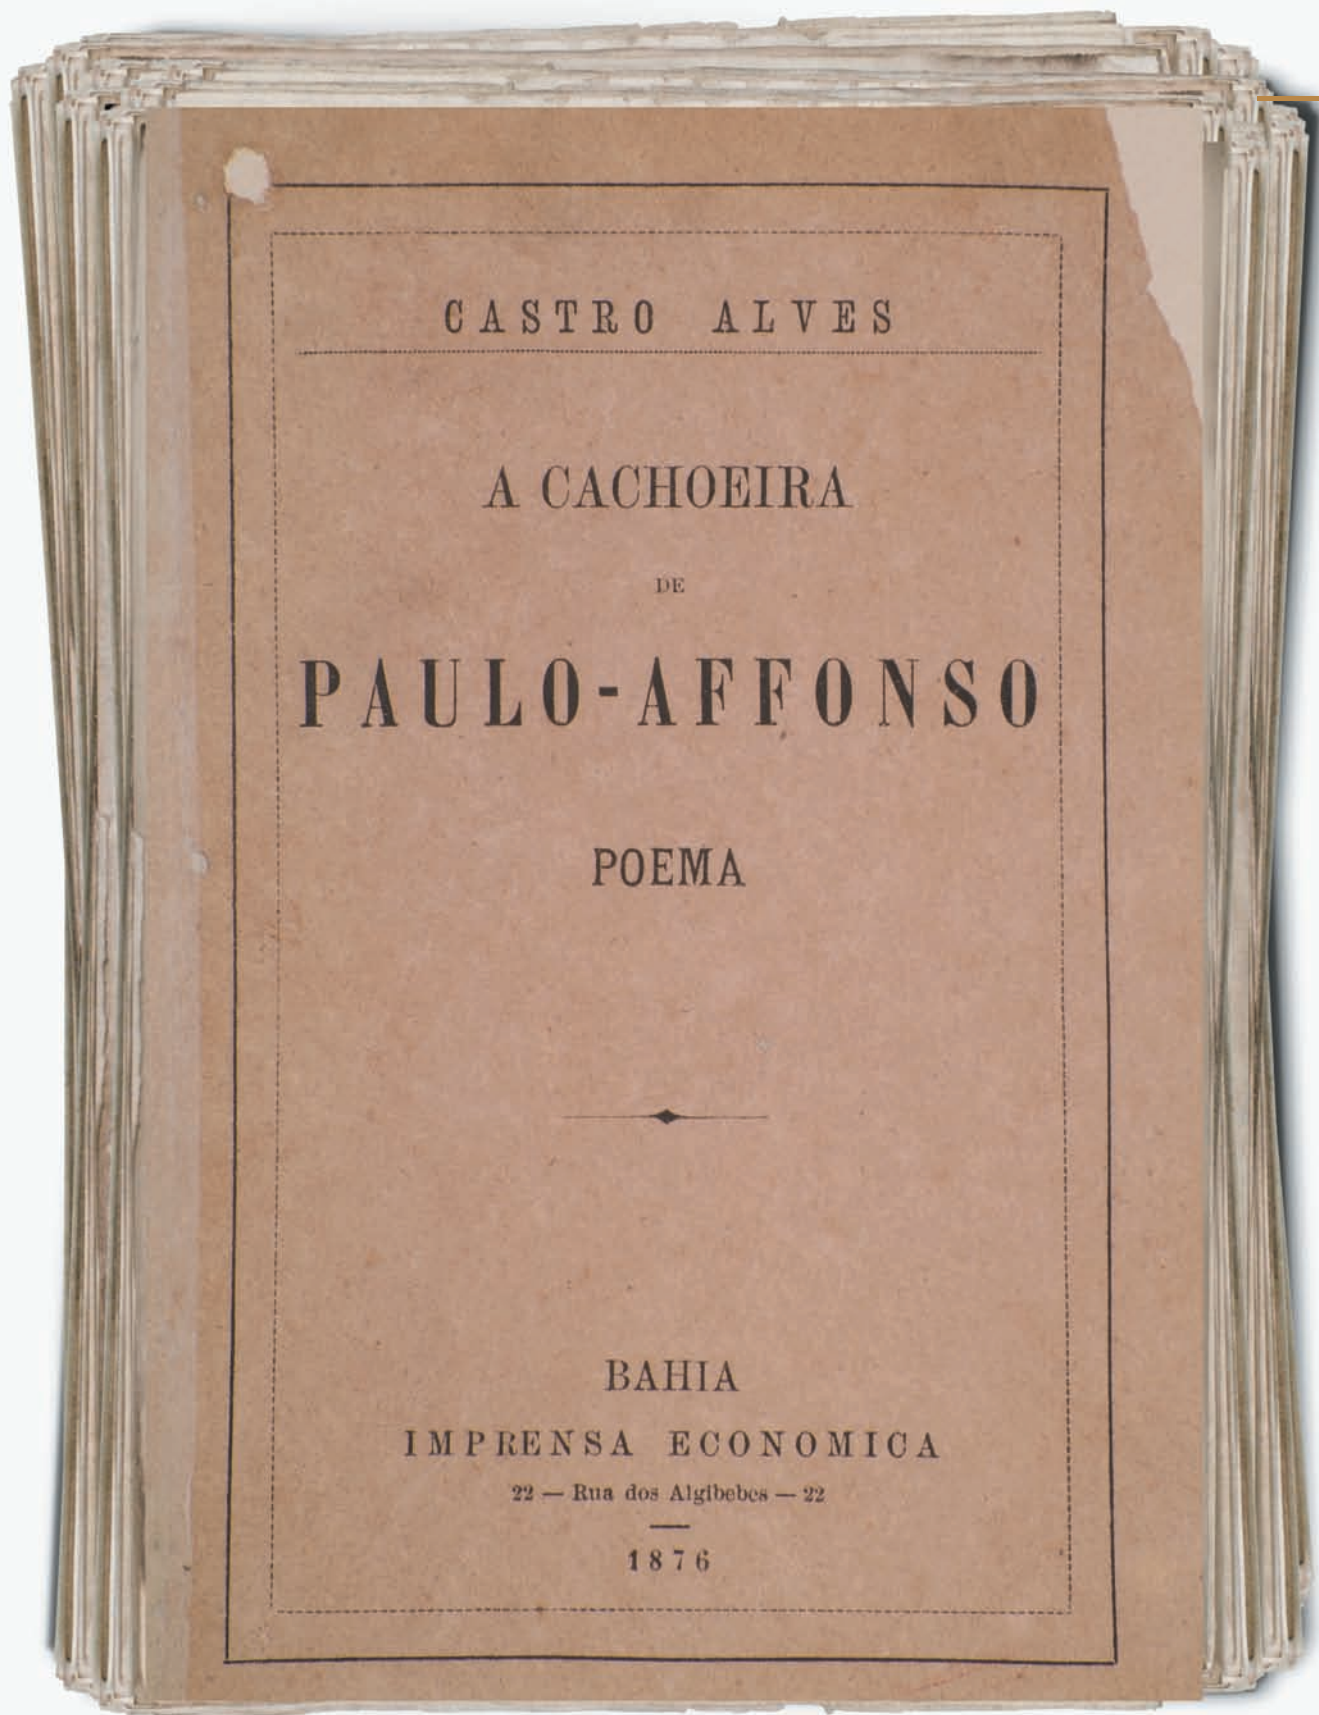 CASTRO ALVES
A CACHOEIRA
DE
PAULO-AFFONSO
POEMA
BAHIA
IMPRENSA ECONOMICA
22 — Rua dos Algibebes — 22
1876